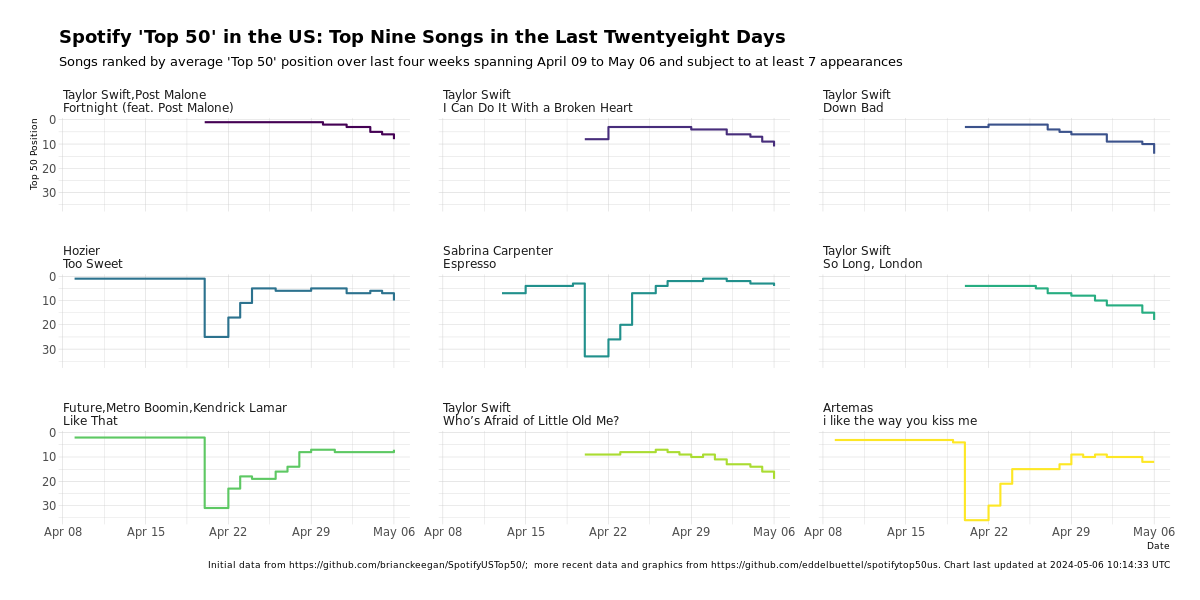 Spotify 'Top 50' in the US: Top Nine Songs in the Last Twentyeight Days
Songs ranked by average 'Top 50' position over last four weeks spanning April 09 to May 06 and subject to at least 7 appearances
Taylor Swift,Post Malone
Fortnight (feat. Post Malone)
Taylor Swift
I Can Do It With a Broken Heart
Taylor Swift
Down Bad
Top 50 Position
0
10
20
30
Hozier
Too Sweet
Sabrina Carpenter
Espresso
Taylor Swift
So Long, London
0
10
20
30
Future,Metro Boomin,Kendrick Lamar
Like That
Taylor Swift
Who’s Afraid of Little Old Me?
Artemas
i like the way you kiss me
0
10
20
30
Apr 08 Apr 15 Apr 22 Apr 29 May 06 Apr 08 Apr 15 Apr 22 Apr 29 May 06 Apr 08 Apr 15 Apr 22 Apr 29 May 06
Date
Initial data from https://github.com/brianckeegan/SpotifyUSTop50/; more recent data and graphics from https://github.com/eddelbuettel/spotifytop50us. Chart last updated at 2024-05-06 10:14:33 UTC